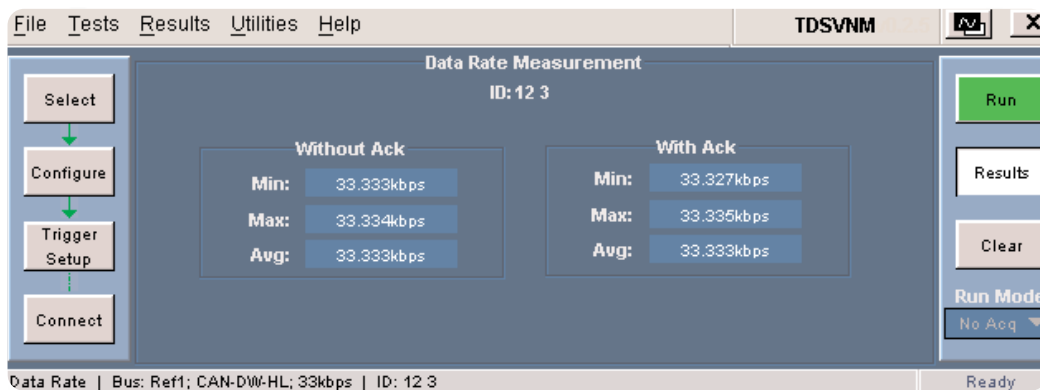 File Tests Results Utilities Help TDSVNM
Data Rate Measurement
ID: 12 3
Select
Configure
Trigger
Setup
Connect
Without Ack
Min: 33.333kbps
Max: 33.334kbps
Avg: 33.333kbps
With Ack
Min: 33.327kbps
Max: 33.335kbps
Avg: 33.333kbps
Run
Results
Clear
Run Mode
No Acq
Data Rate | Bus: Ref1; CAN-DW-HL; 33kbps | ID: 12 3 Ready